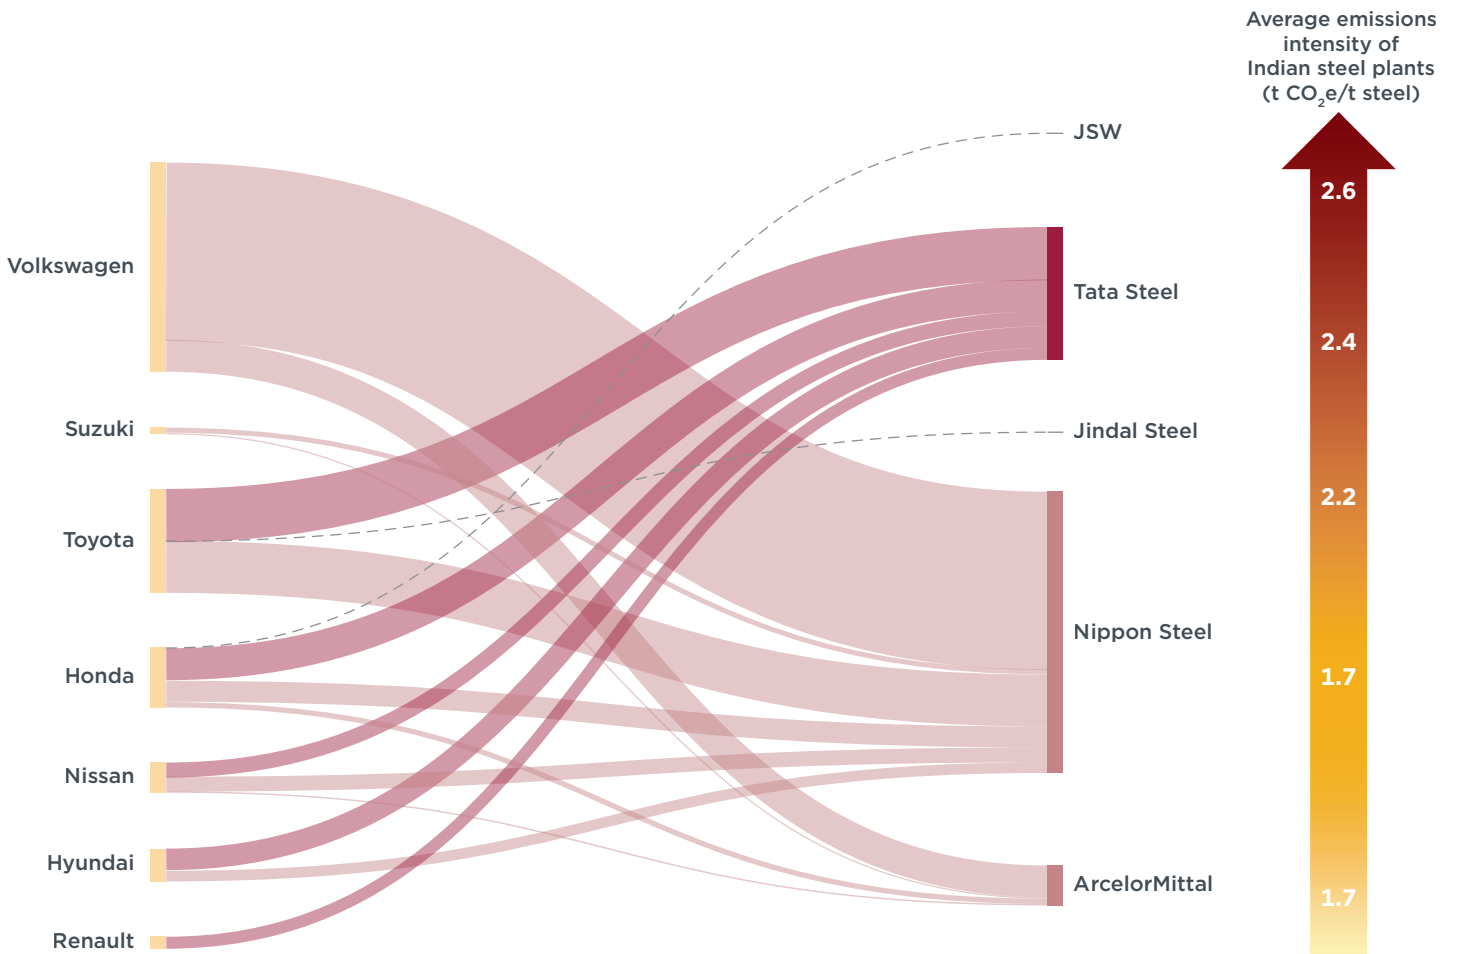 Average emissions
intensity of
Indian steel plants
(t CO₂e/t steel)
JSW
2.6
Volkswagen
Tata Steel
2.4
Suzuki
Jindal Steel
2.2
Toyota
Nippon Steel
Honda
1.7
Nissan
Hyundai
ArcelorMittal
1.7
Renault